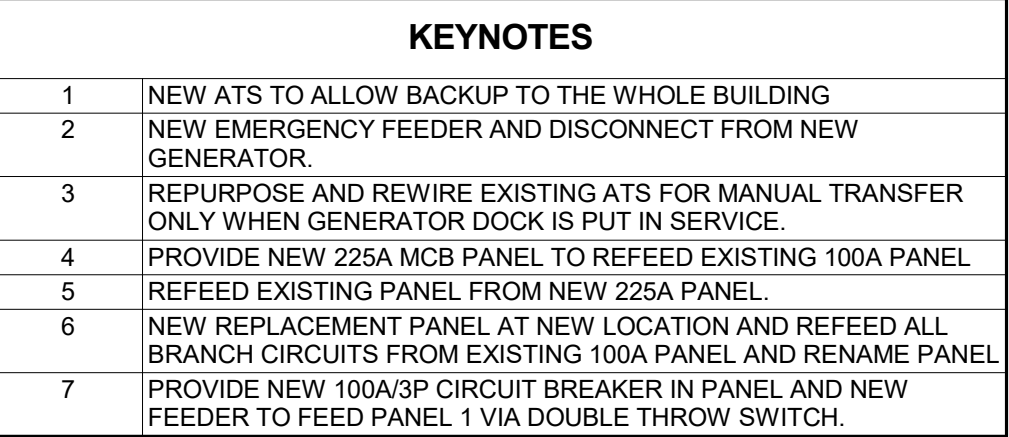 KEYNOTES
1 NEW ATS TO ALLOW BACKUP TO THE WHOLE BUILDING
2 NEW EMERGENCY FEEDER AND DISCONNECT FROM NEW
GENERATOR.
3 REPURPOSE AND REWIRE EXISTING ATS FOR MANUAL TRANSFER
ONLY WHEN GENERATOR DOCK IS PUT IN SERVICE.
4 PROVIDE NEW 225A MCB PANEL TO REFEED EXISTING 100A PANEL
5 REFEED EXISTING PANEL FROM NEW 225A PANEL.
6 NEW REPLACEMENT PANEL AT NEW LOCATION AND REFEED ALL
BRANCH CIRCUITS FROM EXISTING 100A PANEL AND RENAME PANEL
7 PROVIDE NEW 100A/3P CIRCUIT BREAKER IN PANEL AND NEW
FEEDER TO FEED PANEL 1 VIA DOUBLE THROW SWITCH.